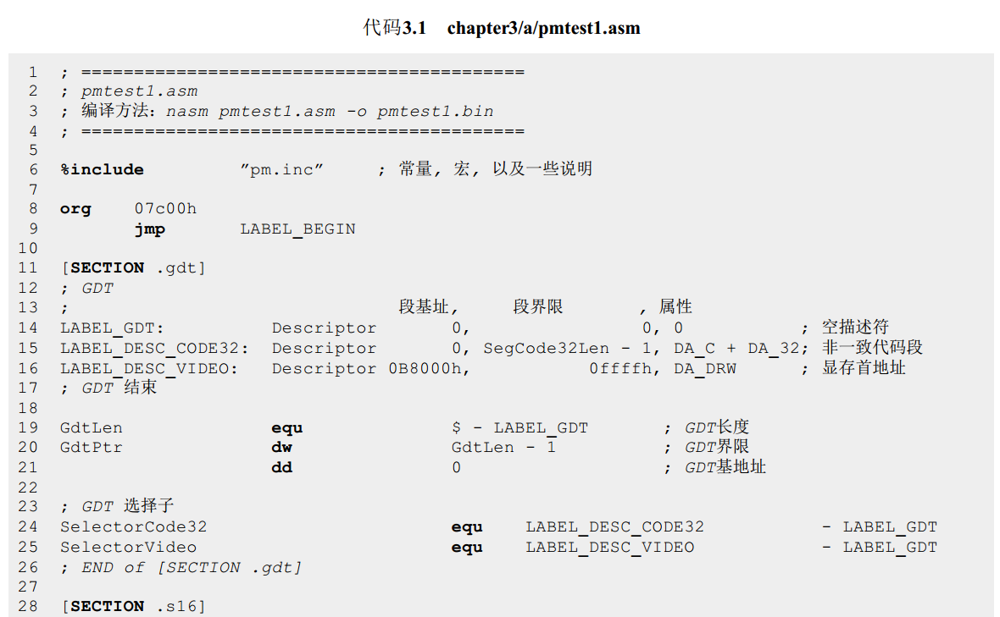 代码3.1 chapter3/a/pmtest1.asm
1 ; ==========================================
2 ; pmtest1.asm
3 ; 编译方法：nasm pmtest1.asm -o pmtest1.bin
4 ; ==========================================
5
6 %include ”pm.inc” ; 常量, 宏, 以及一些说明
7
8 org 07c00h
9 jmp LABEL_BEGIN
10
11 [SECTION .gdt]
12 ; GDT
13 ; 段基址, 段界限 , 属性
14 LABEL_GDT: Descriptor 0, 0, 0 ; 空描述符
15 LABEL_DESC_CODE32: Descriptor 0, SegCode32Len - 1, DA_C + DA_32; 非一致代码段
16 LABEL_DESC_VIDEO: Descriptor 0B8000h, 0ffffh, DA_DRW ; 显存首地址
17 ; GDT 结束
18
19 GdtLen equ $ - LABEL_GDT ; GDT长度
20 GdtPtr dw GdtLen - 1 ; GDT界限
21 dd 0 ; GDT基地址
22
23 ; GDT 选择子
24 SelectorCode32 equ LABEL_DESC_CODE32 - LABEL_GDT
25 SelectorVideo equ LABEL_DESC_VIDEO - LABEL_GDT
26 ; END of [SECTION .gdt]
27
28 [SECTION .s16]